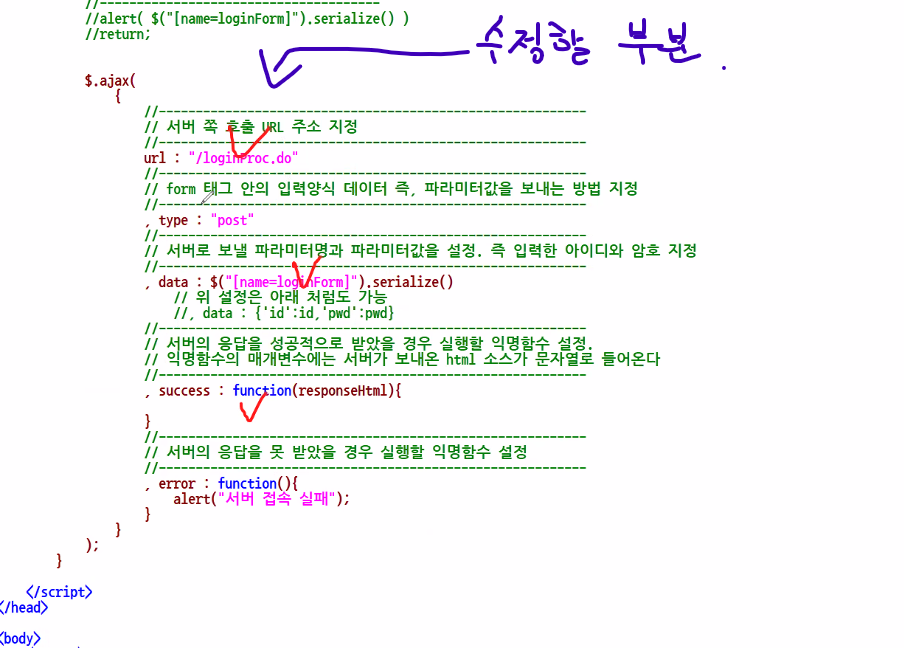 //--------------------------------------
//alert( $("[name=loginForm]").serialize() )
//return;
수정할 부분.
$.ajax(
{
//----------------------------------------------------------
// 서버 쪽 호출 URL 주소 지정
//----------------------------------------------------------
url : "/loginProc.do"
//----------------------------------------------------------
// form 태그 안의 입력양식 데이터 즉, 파라미터값을 보내는 방법 지정
//----------------------------------------------------------
, type : "post"
//----------------------------------------------------------
// 서버로 보낼 파라미터명과 파라미터값을 설정. 즉 입력한 아이디와 암호 지정
//----------------------------------------------------------
, data : $("[name=loginForm]").serialize()
// 위 설정은 아래 처럼도 가능
//, data : {'id':id,'pwd':pwd}
//----------------------------------------------------------
// 서버의 응답을 성공적으로 받았을 경우 실행할 익명함수 설정.
// 익명함수의 매개변수에는 서버가 보내온 html 소스가 문자열로 들어온다
//----------------------------------------------------------
, success : function(responseHtml){
}
//----------------------------------------------------------
// 서버의 응답을 못 받았을 경우 실행할 익명함수 설정
//----------------------------------------------------------
, error : function(){
alert("서버 접속 실패");
}
}
);
}
</script>
</head>
<body>